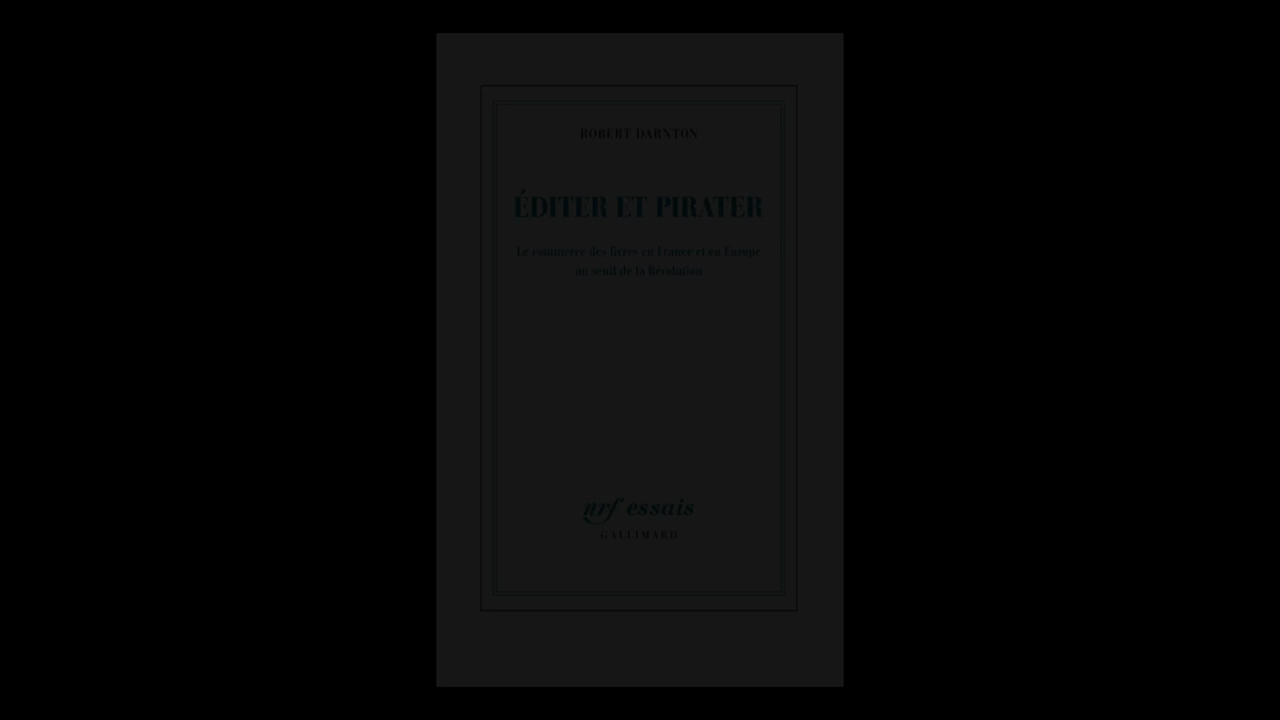 ROBERT DARNTON
ÉDITER ET PIRATER
Le commerce des livres en France et en Europe
au seuil de la Révolution
nrf essais
GALLIMARD